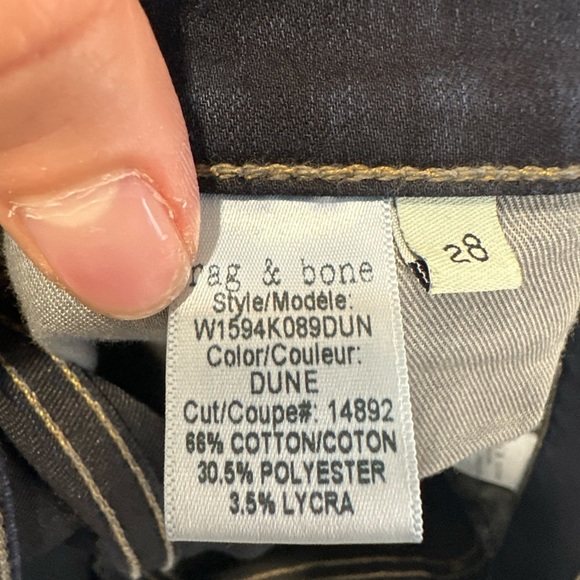 rag & bone
Style/Modéle:
W1594K089DUN
Color/Couleur:
DUNE
Cut/Coupe#: 14892
66% COTTON/COTON
30.5% POLYESTER
3.5% LYCRA
28